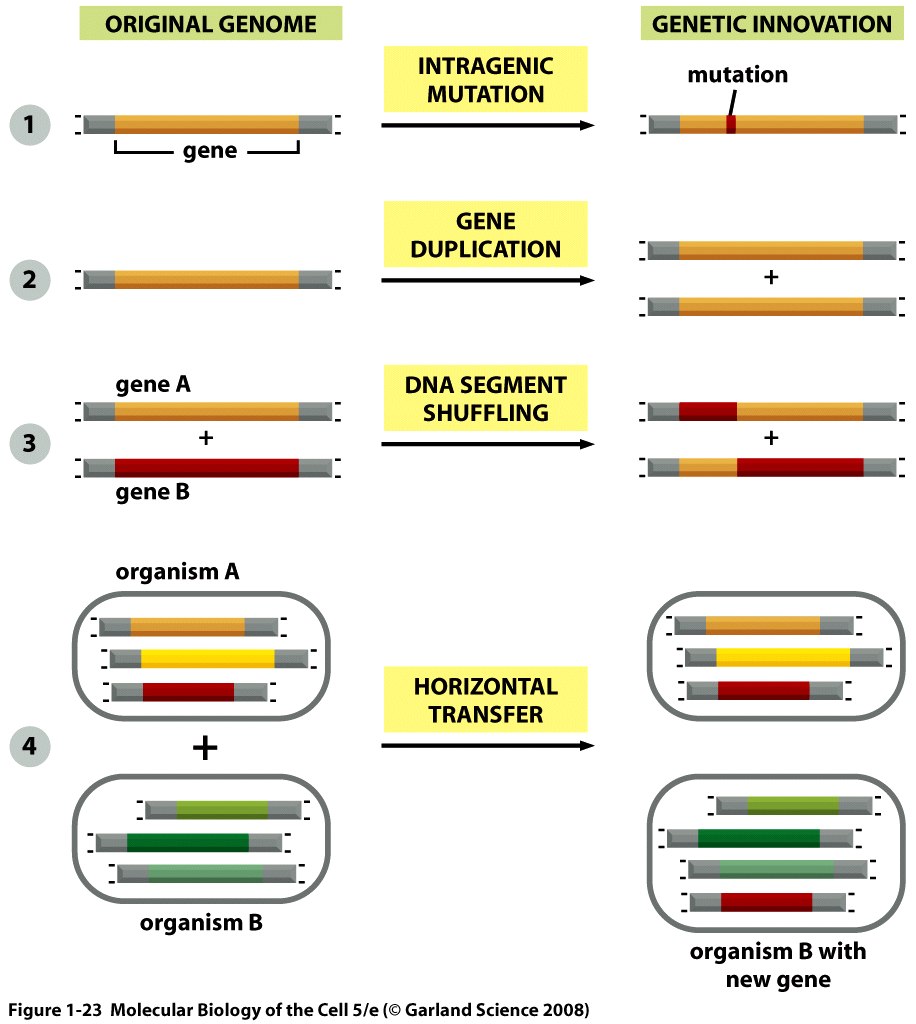 ORIGINAL GENOME
GENETIC INNOVATION
INTRAGENIC
MUTATION
mutation
1
gene
GENE
DUPLICATION
2
+
gene A
DNA SEGMENT
SHUFFLING
3
+
+
gene B
organism A
HORIZONTAL
TRANSFER
4
+
organism B
organism B with
new gene
Figure 1-23 Molecular Biology of the Cell 5/e (© Garland Science 2008)